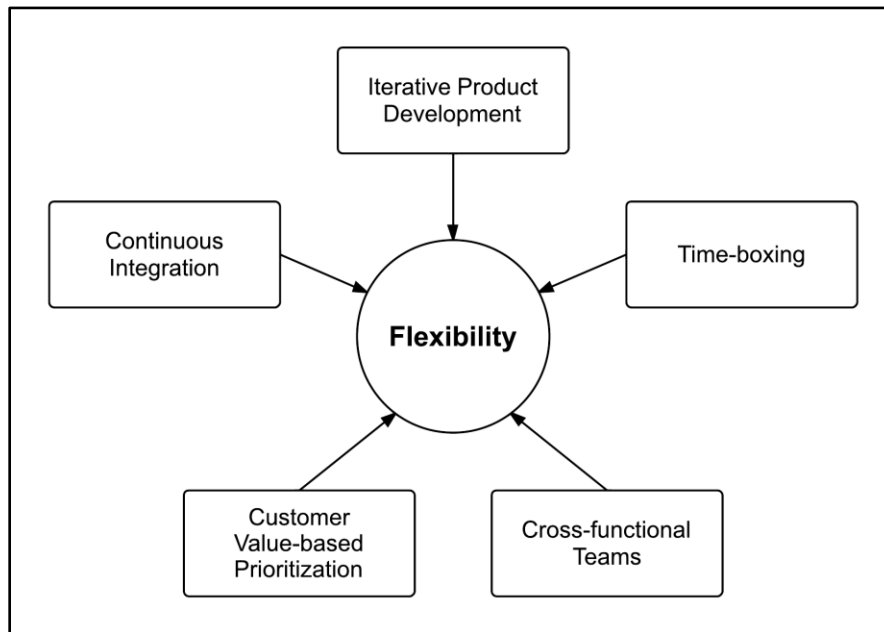 Iterative Product
Development
Continuous
Integration
Time-boxing
Flexibility
Customer
Value-based
Prioritization
Cross-functional
Teams